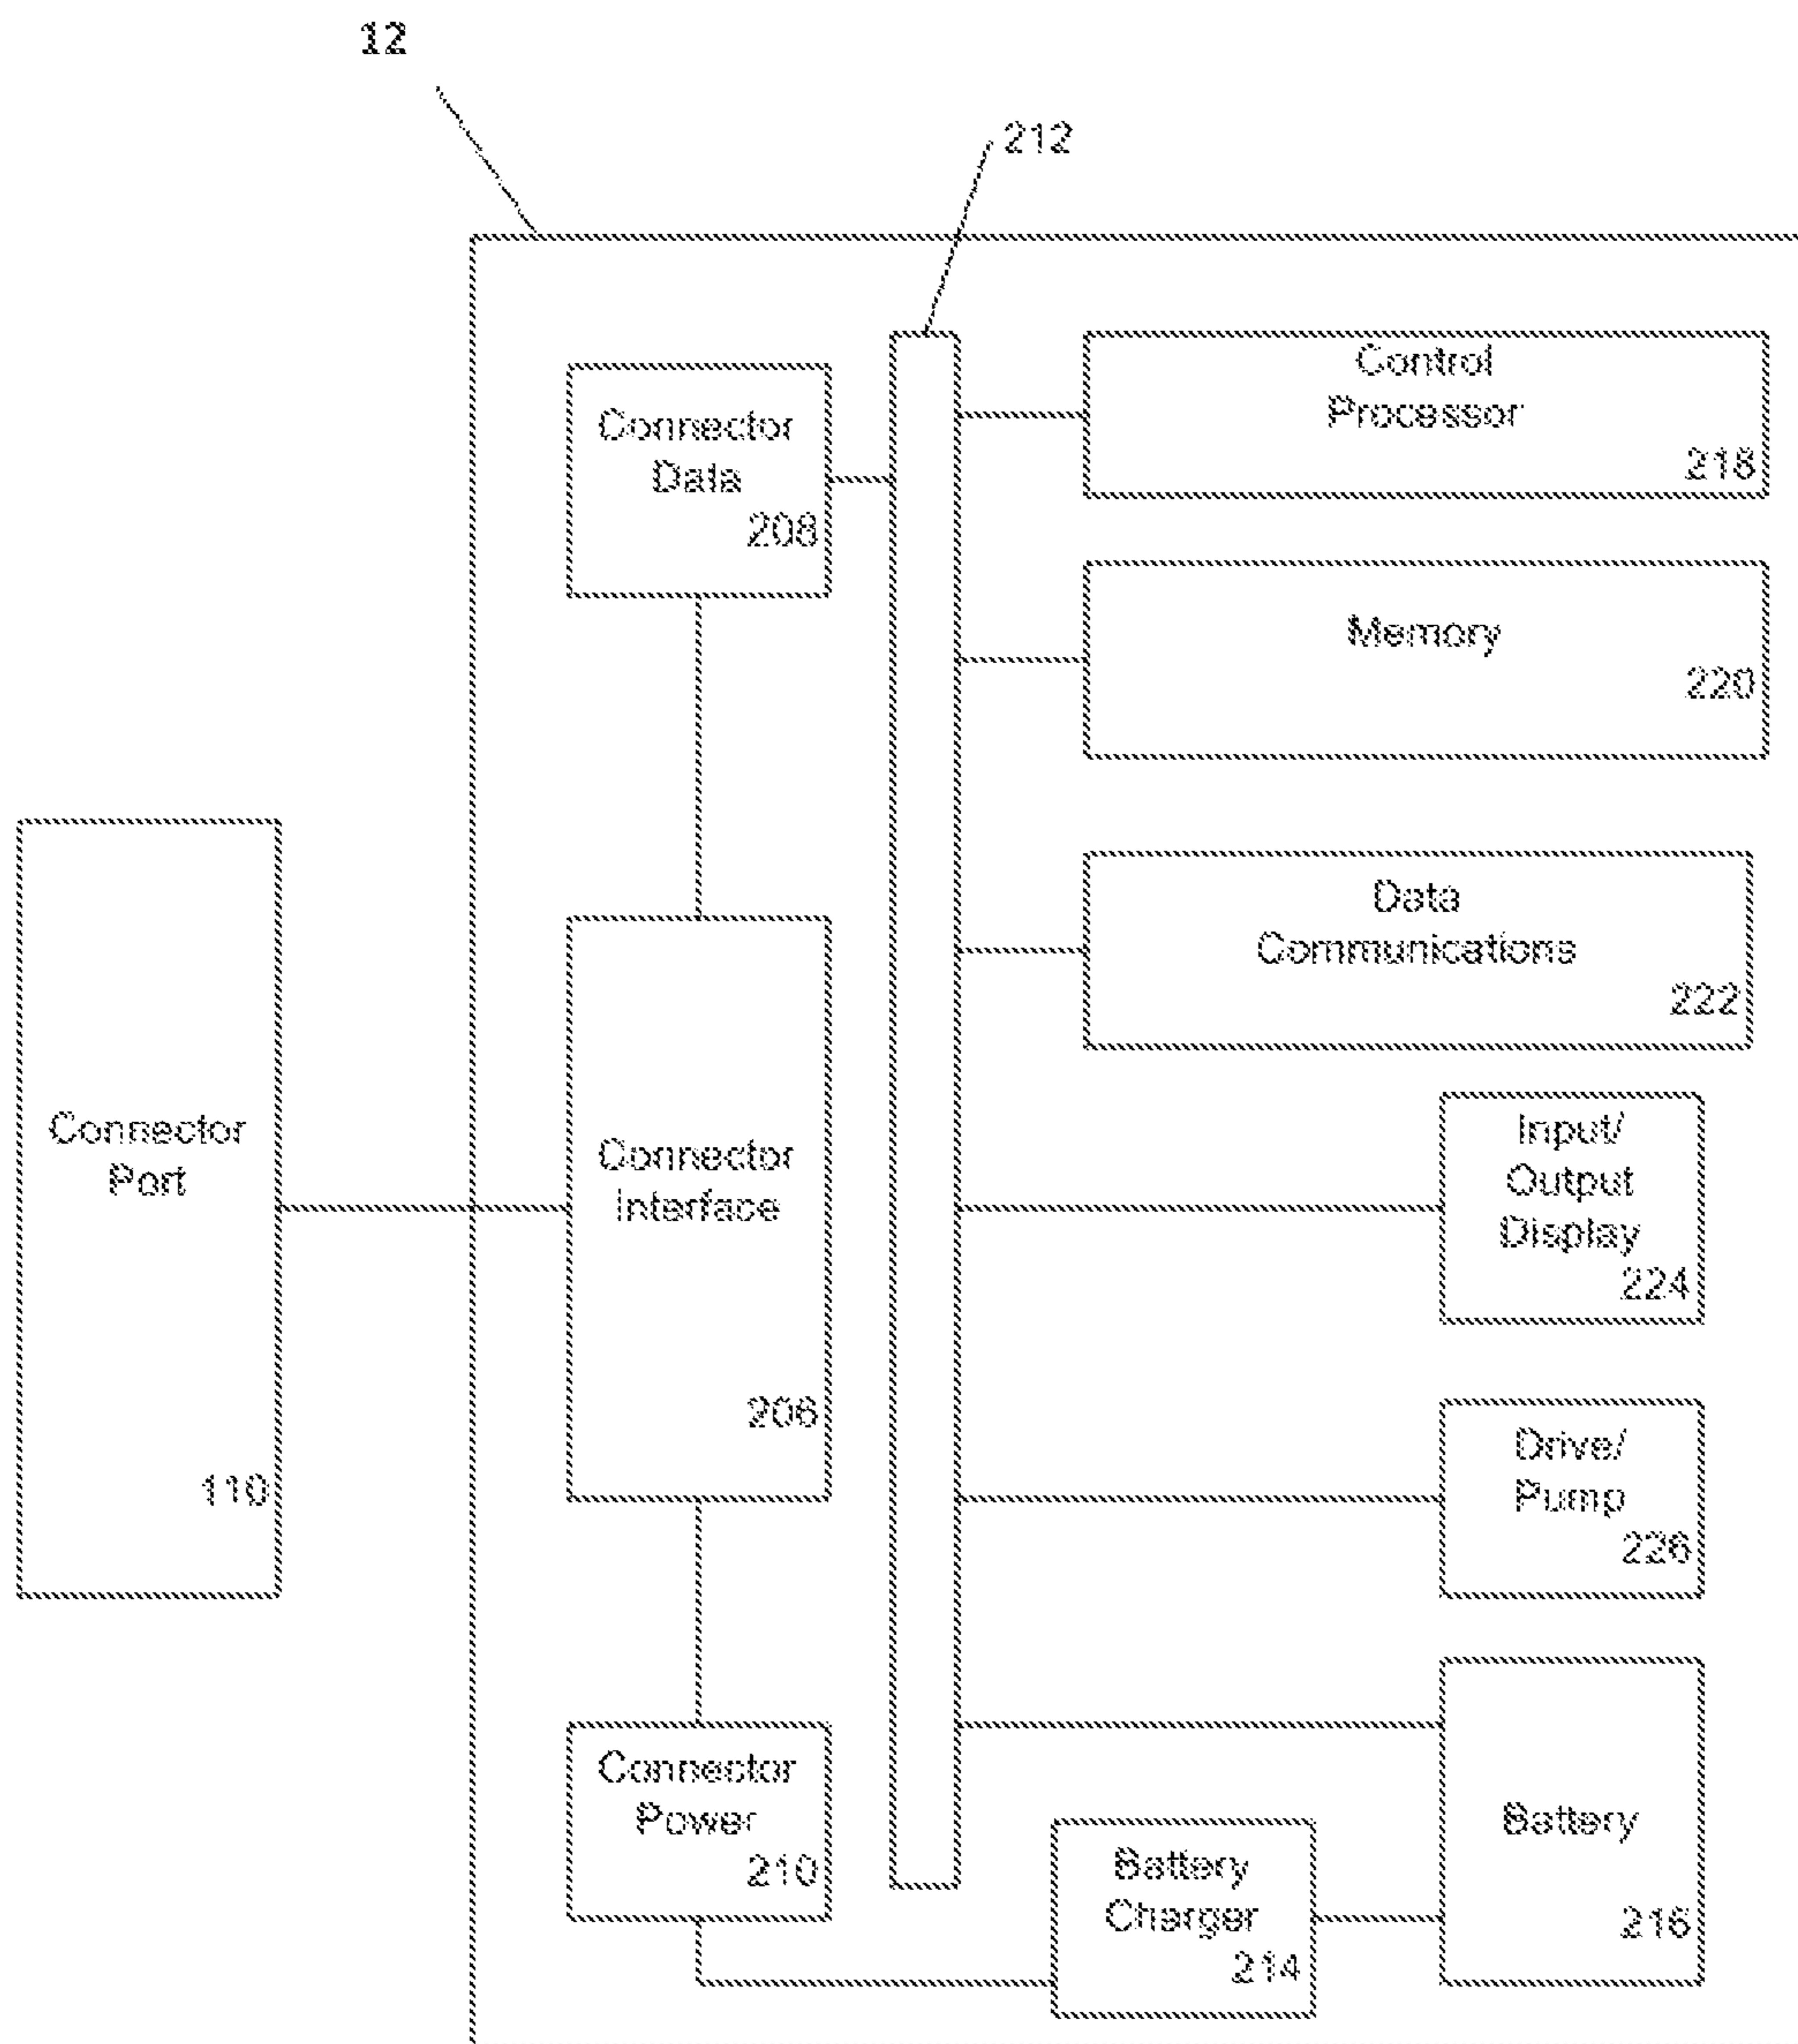 12
212
Connector
Data
208
Control
Processor
218
Memory
220
Data
Communications
222
Connector
Port
110
Connector
Interface
206
Input/
Output
Display
224
Drive/
Pump
226
Connector
Power
210
Battery
Charger
214
Battery
216